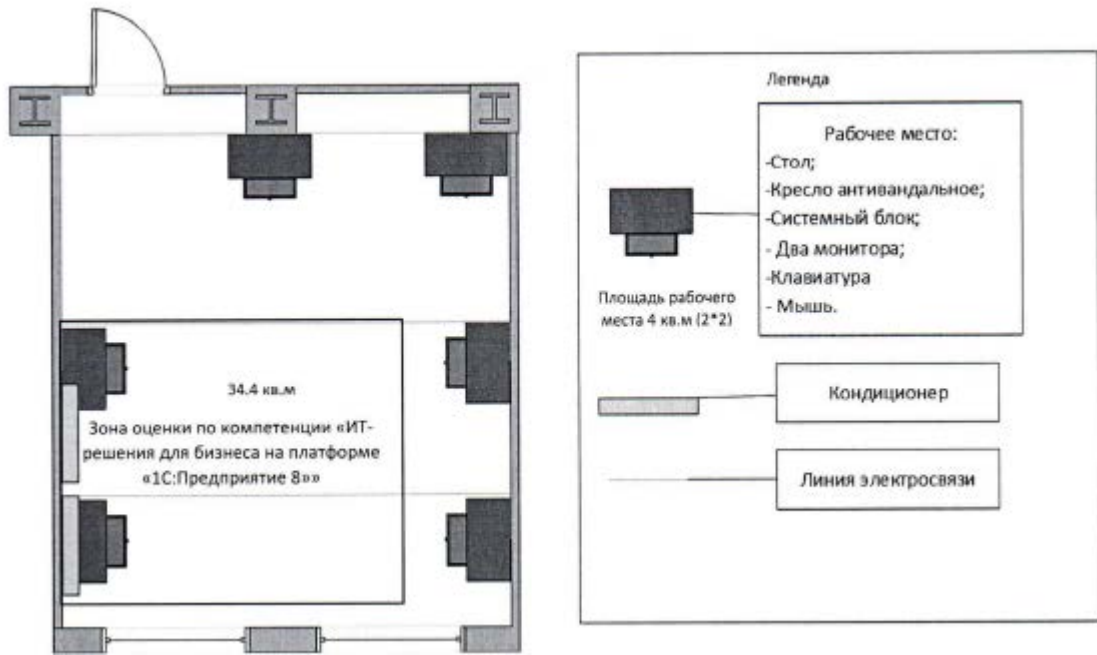 34.4 кв.м
Зона оценки по компетенции «ИТ-
решения для бизнеса на платформе
«1С:Предприятие 8»»
Легенда
Рабочее место:
-Стол;
-Кресло антивандальное;
-Системный блок;
- Два монитора;
-Клавиатура
- Мышь.
Площадь рабочего
места 4 кв.м (2*2)
Кондиционер
Линия электросвязи